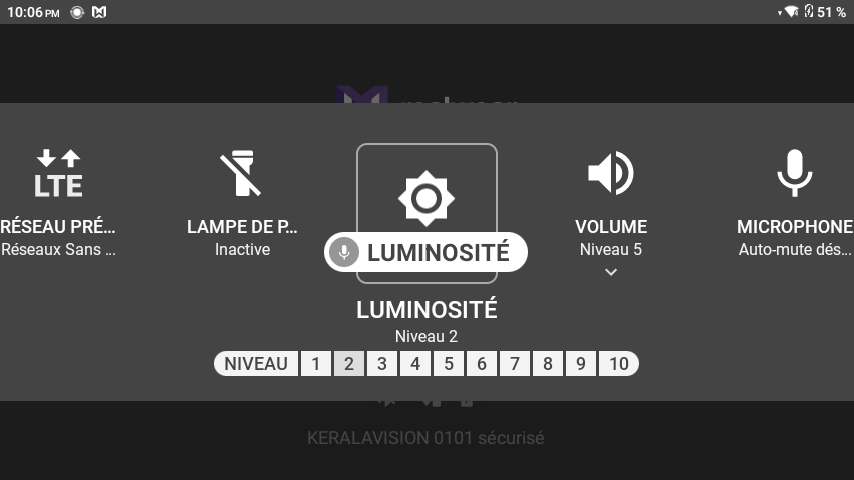 10:06 PM
51 %
LTE
RÉSEAU PRÉ...
Réseaux Sans ...
LAMPE DE P...
Inactive
LUMINOSITÉ
VOLUME
Niveau 5
MICROPHONE
Auto-mute dés...
LUMINOSITÉ
Niveau 2
NIVEAU 1 2 3 4 5 6 7 8 9 10
KERALAVISION 0101 sécurisé